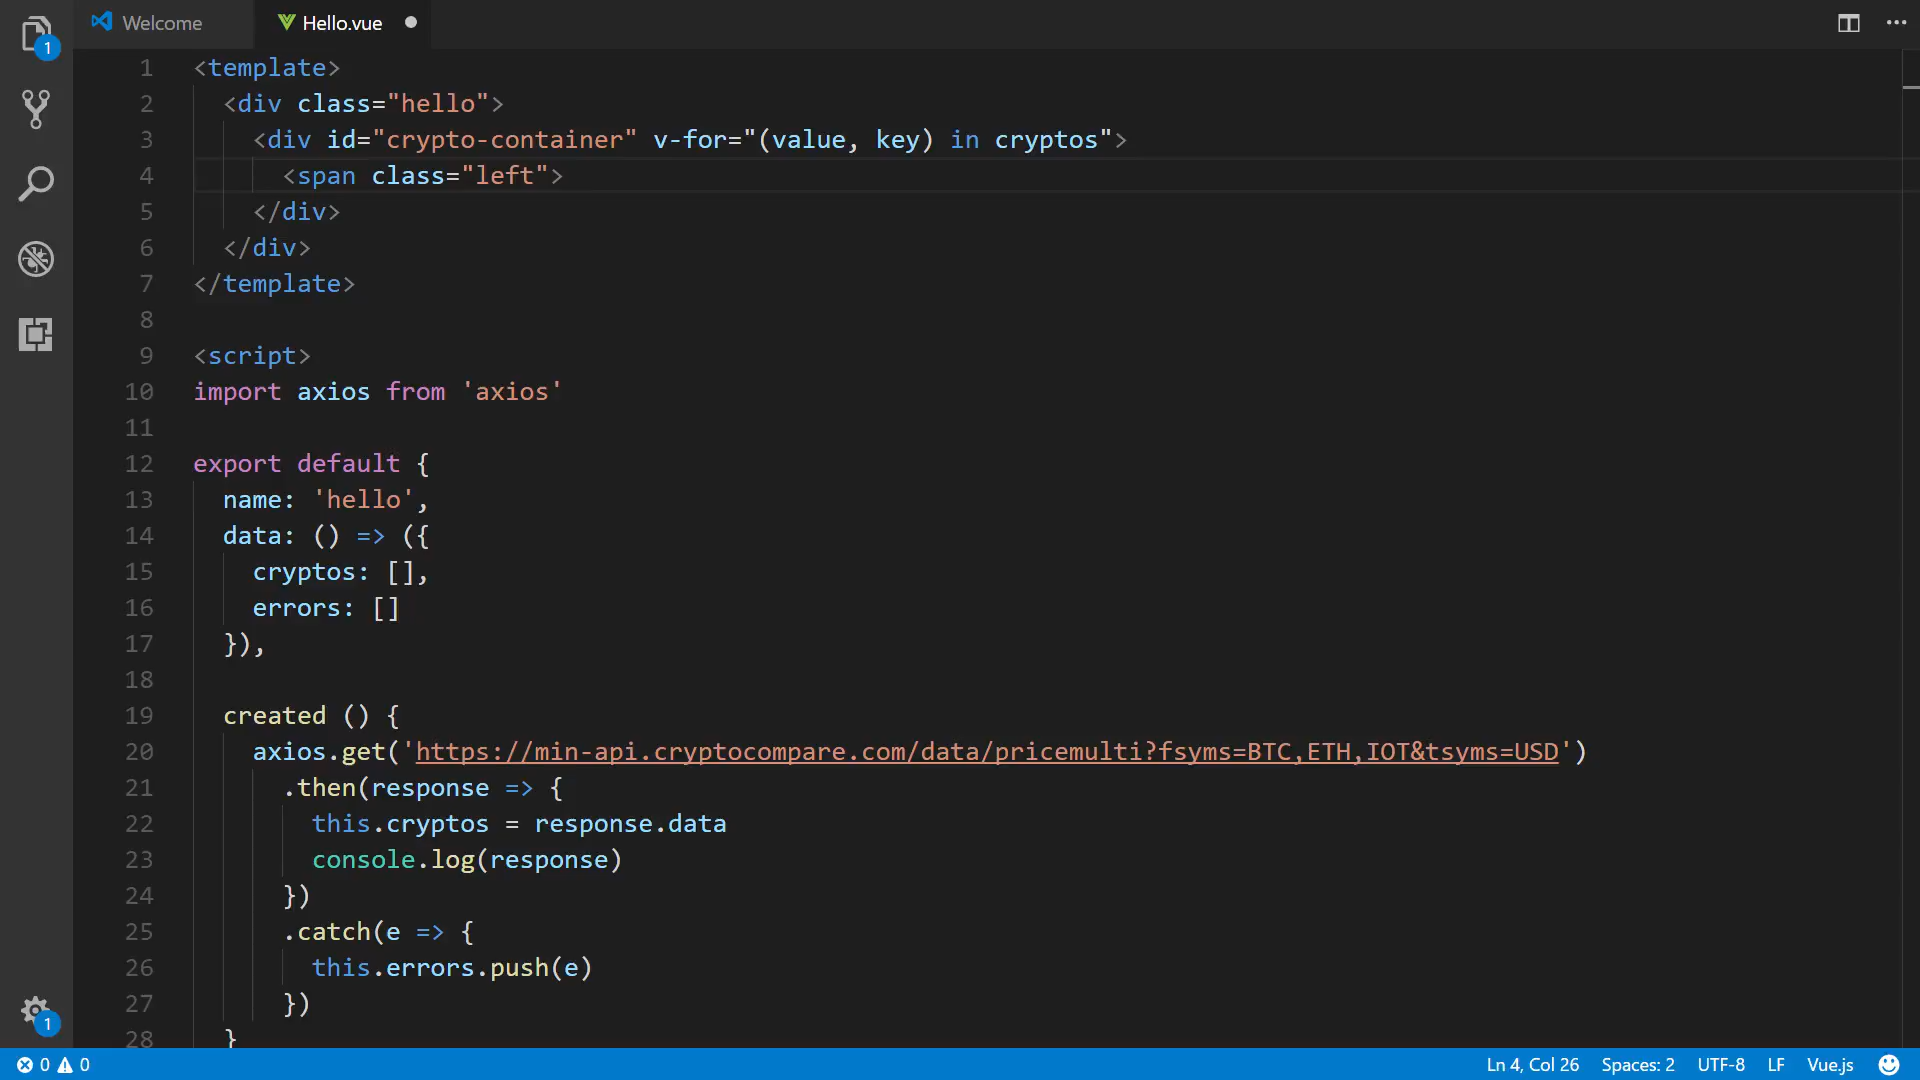 1
Welcome
Hello.vue
1 <template>
2 <div class="hello">
3 <div id="crypto-container" v-for="(value, key) in cryptos">
4 <span class="left">
5 </div>
6 </div>
7 </template>
8
9 <script>
10 import axios from 'axios'
11
12 export default {
13 name: 'hello',
14 data: () => ({
15 cryptos: [],
16 errors: []
17 }),
18
19 created () {
20 axios.get('https://min-api.cryptocompare.com/data/pricemulti?fsyms=BTC,ETH,IOT&tsyms=USD')
21 .then(response => {
22 this.cryptos = response.data
23 console.log(response)
24 })
25 .catch(e => {
26 this.errors.push(e)
27 })
28 }
1
0 0 Ln 4, Col 26 Spaces: 2 UTF-8 LF Vue.js